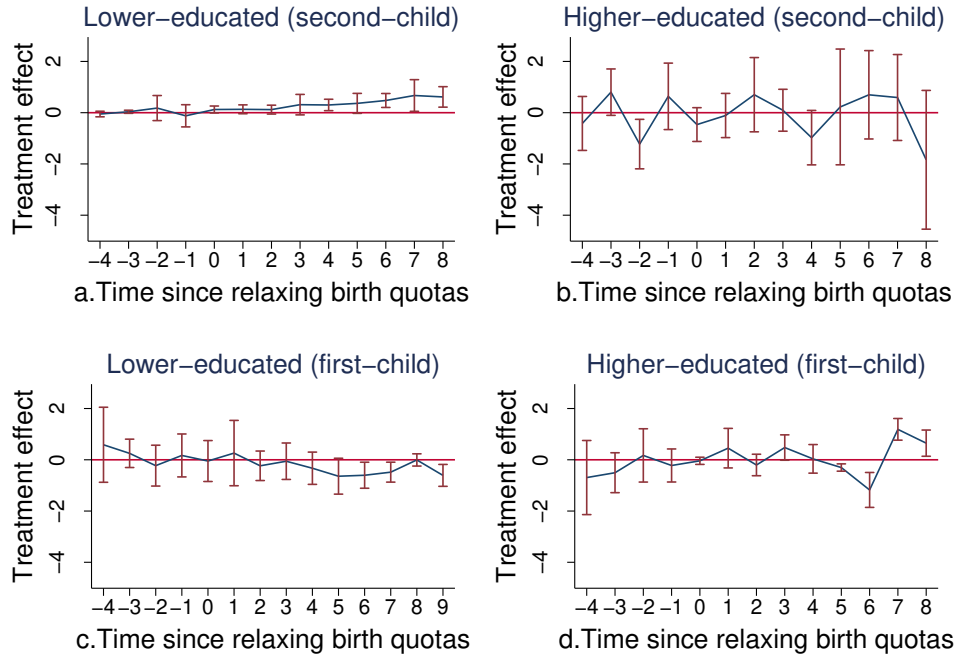 Lower−educated (second−child)
Treatment effect
2
0
−2
−4
−4 −3 −2 −1 0 1 2 3 4 5 6 7 8
a.Time since relaxing birth quotas
Higher−educated (second−child)
Treatment effect
2
0
−2
−4
−4 −3 −2 −1 0 1 2 3 4 5 6 7 8
b.Time since relaxing birth quotas
Lower−educated (first−child)
Treatment effect
2
0
−2
−4
−4 −3 −2 −1 0 1 2 3 4 5 6 7 8 9
c.Time since relaxing birth quotas
Higher−educated (first−child)
Treatment effect
2
0
−2
−4
−4 −3 −2 −1 0 1 2 3 4 5 6 7 8
d.Time since relaxing birth quotas